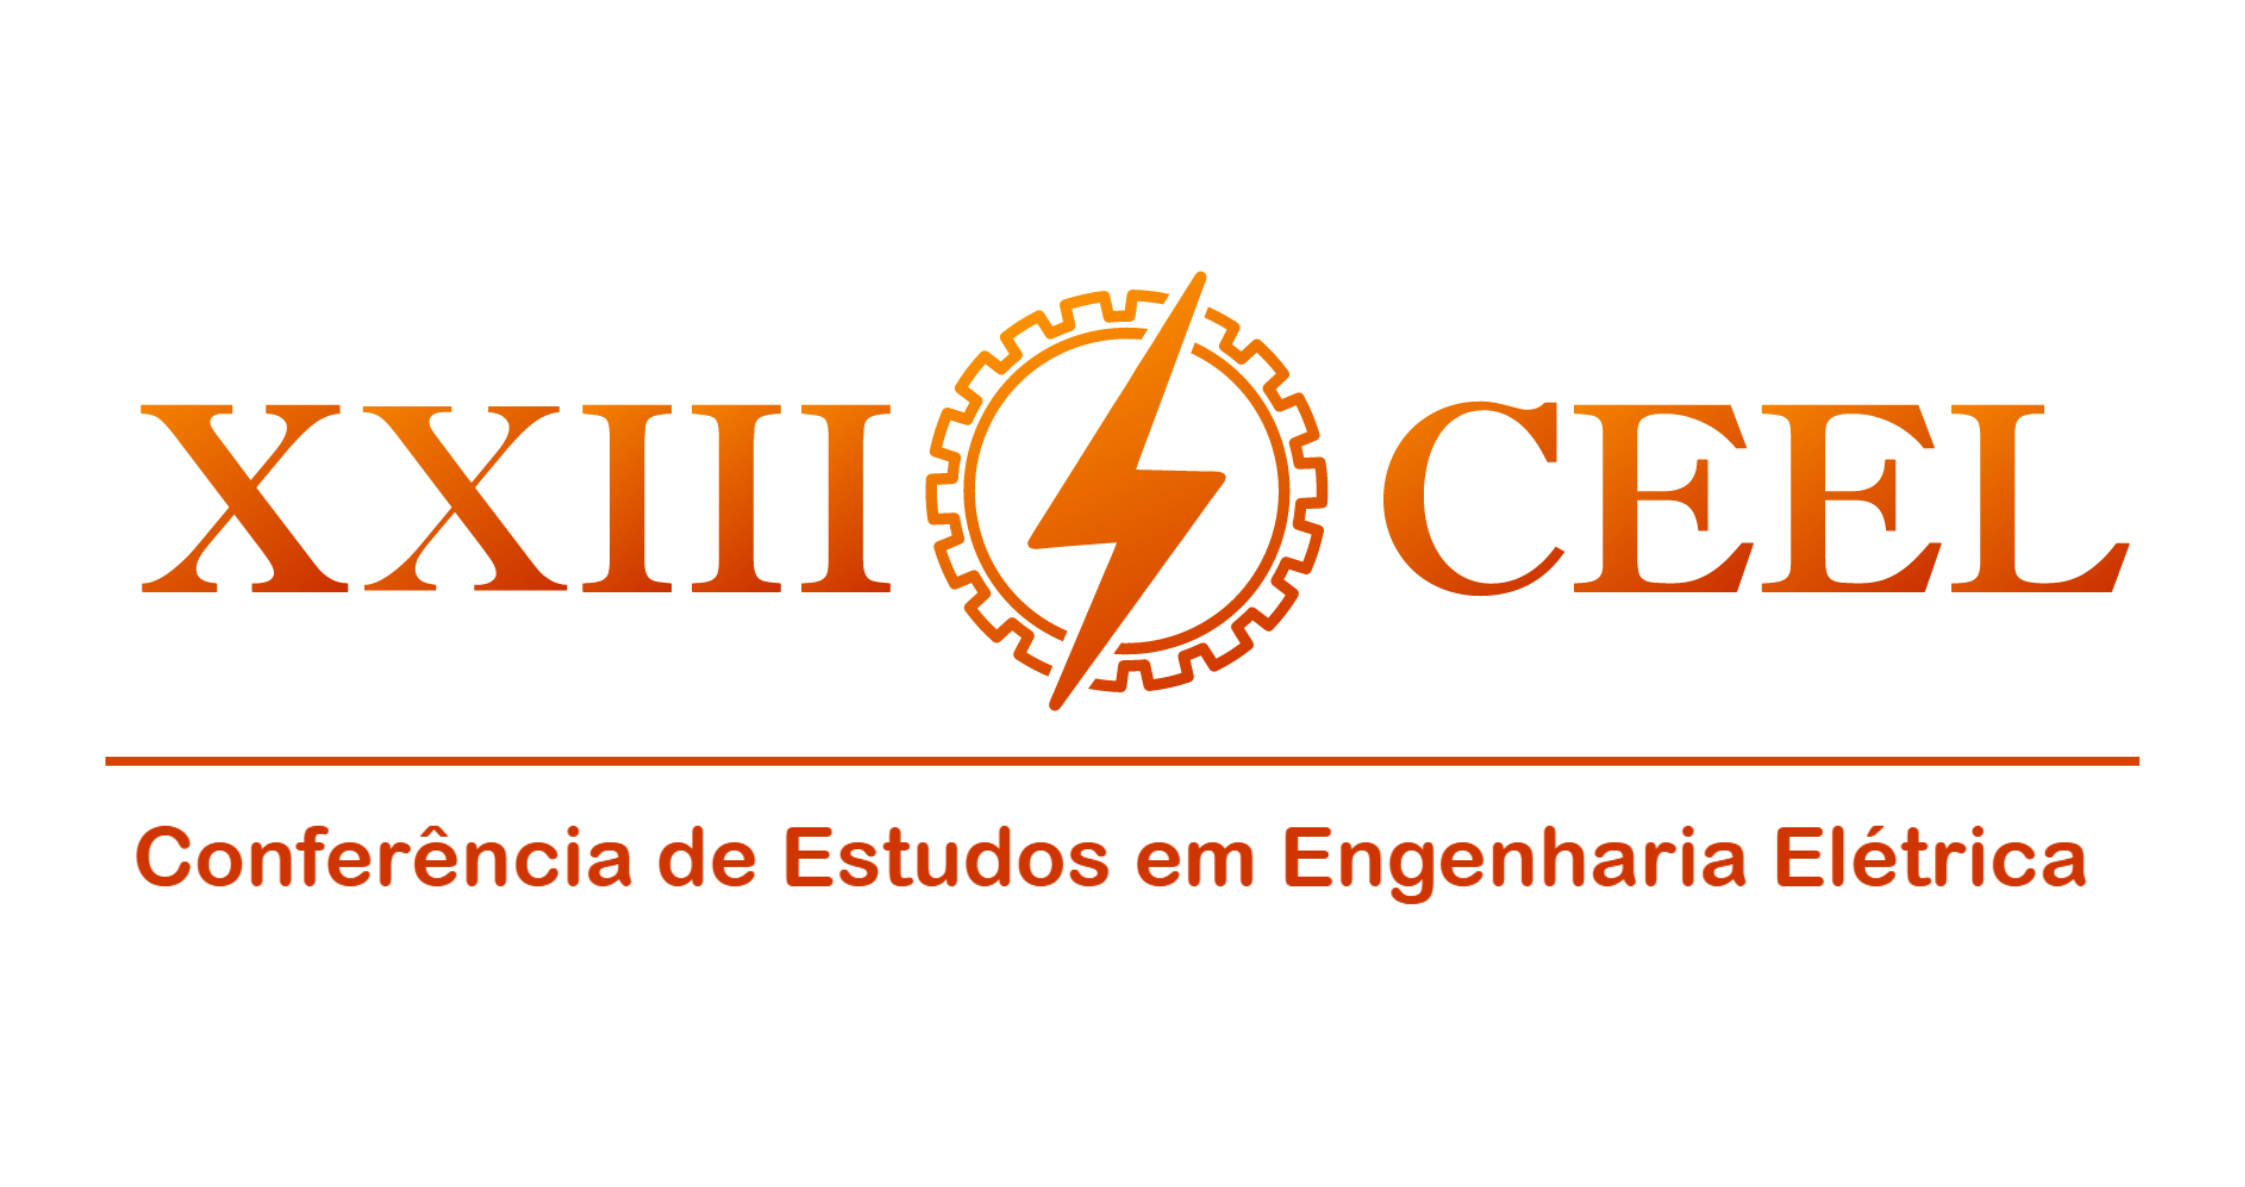 XXIII CEEL
Conferência de Estudos em Engenharia Elétrica